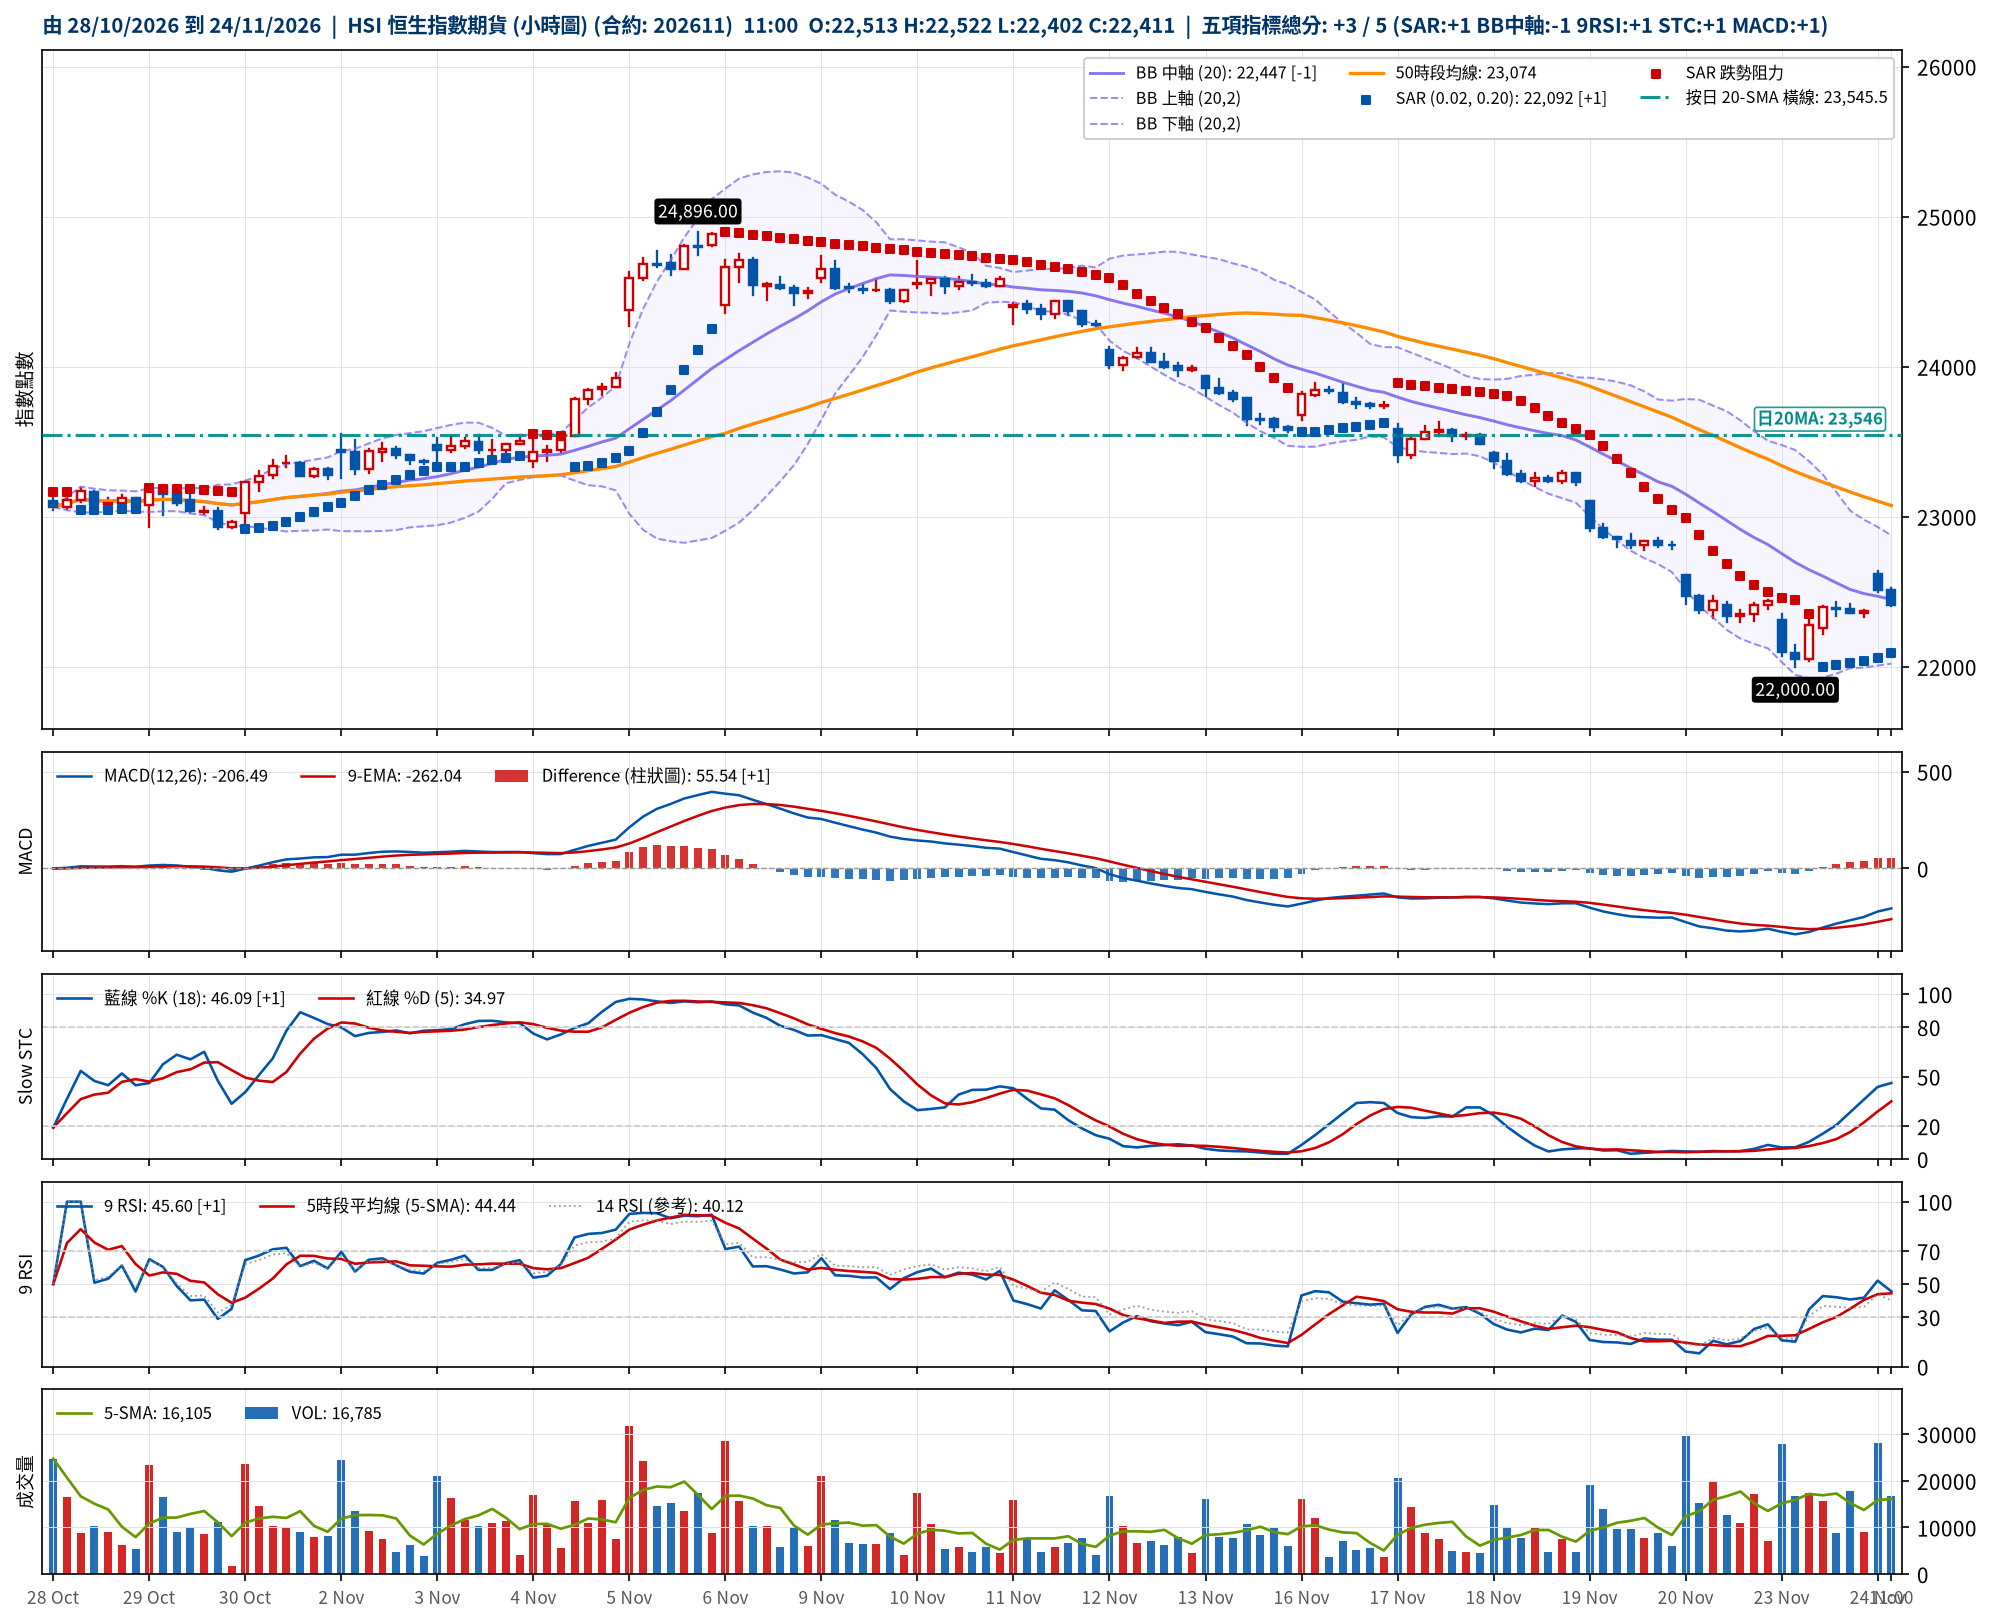 由 28/10/2026 到 24/11/2026 | HSI 恒生指數期貨 (小時圖) (合約: 202611) 11:00 O:22,513 H:22,522 L:22,402 C:22,411 | 五項指標總分: +3 / 5 (SAR:+1 BB中軸:-1 9RSI:+1 STC:+1 MACD:+1)
BB 中軸 (20): 22,447 [-1]
BB 上軸 (20,2)
BB 下軸 (20,2)
50時段均線: 23,074
SAR (0.02, 0.20): 22,092 [+1]
SAR 跌勢阻力
按日 20-SMA 橫線: 23,545.5
指數點數
26000
25000
24000
23000
22000
24,896.00
日20MA: 23,546
22,000.00
MACD
MACD(12,26): -206.49
9-EMA: -262.04
Difference (柱狀圖): 55.54 [+1]
500
0
Slow STC
藍線 %K (18): 46.09 [+1]
紅線 %D (5): 34.97
100
80
50
20
0
9 RSI
9 RSI: 45.60 [+1]
5時段平均線 (5-SMA): 44.44
14 RSI (參考): 40.12
100
70
50
30
0
成交量
5-SMA: 16,105
VOL: 16,785
30000
20000
10000
0
28 Oct
29 Oct
30 Oct
2 Nov
3 Nov
4 Nov
5 Nov
6 Nov
9 Nov
10 Nov
11 Nov
12 Nov
13 Nov
16 Nov
17 Nov
18 Nov
19 Nov
20 Nov
23 Nov
24 Nov
11:00